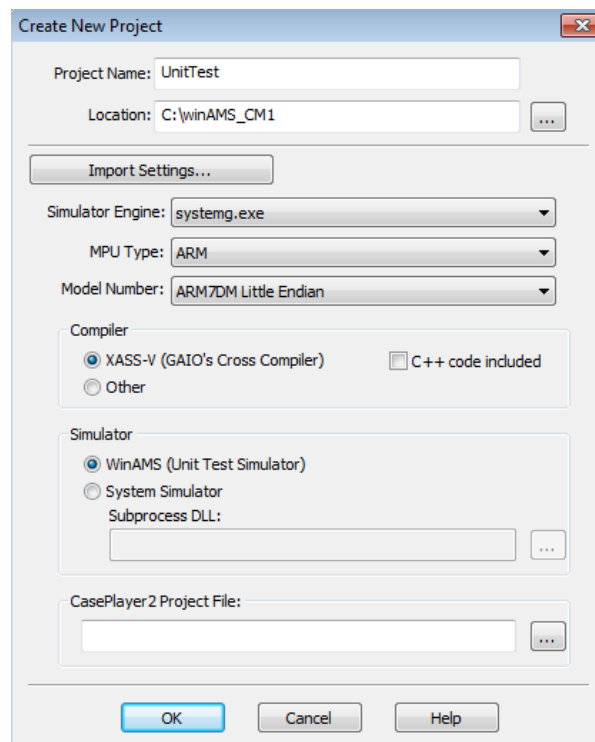 Create New Project
Project Name: UnitTest
Location: C:\winAMS_CM1
...
Import Settings...
Simulator Engine: systemg.exe
MPU Type: ARM
Model Number: ARM7DM Little Endian
Compiler
XASS-V (GAIO's Cross Compiler) C++ code included
Other
Simulator
WinAMS (Unit Test Simulator)
System Simulator
Subprocess DLL:
...
CasePlayer2 Project File:
...
OK Cancel Help